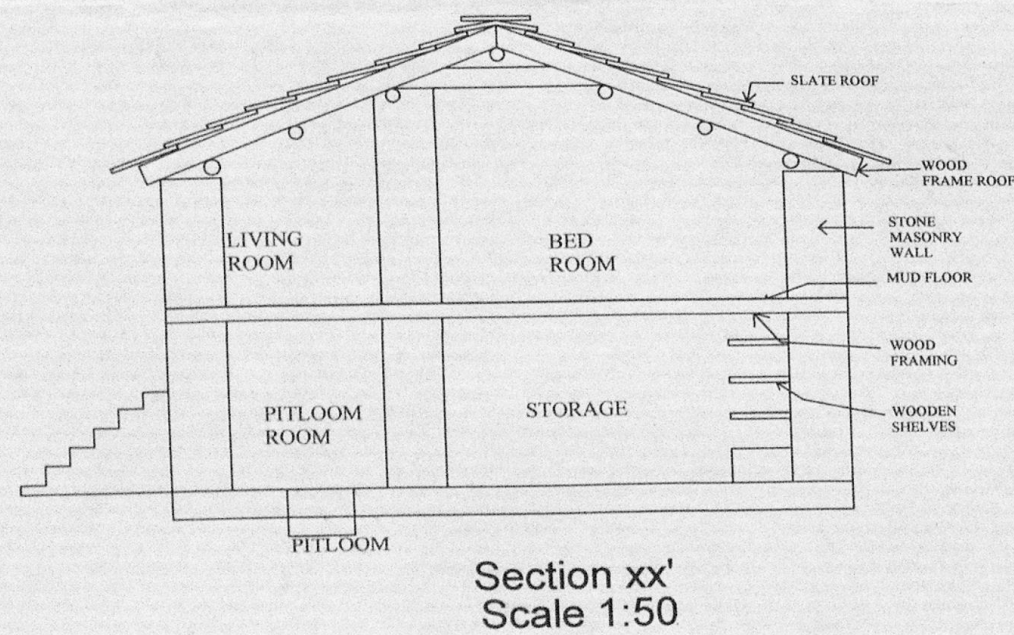 SLATE ROOF
WOOD
FRAME ROOF
STONE
MASONRY
WALL
LIVING
ROOM
BED
ROOM
MUD FLOOR
WOOD
FRAMING
PITLOOM
ROOM
STORAGE
WOODEN
SHELVES
PITLOOM
Section xx'
Scale 1:50